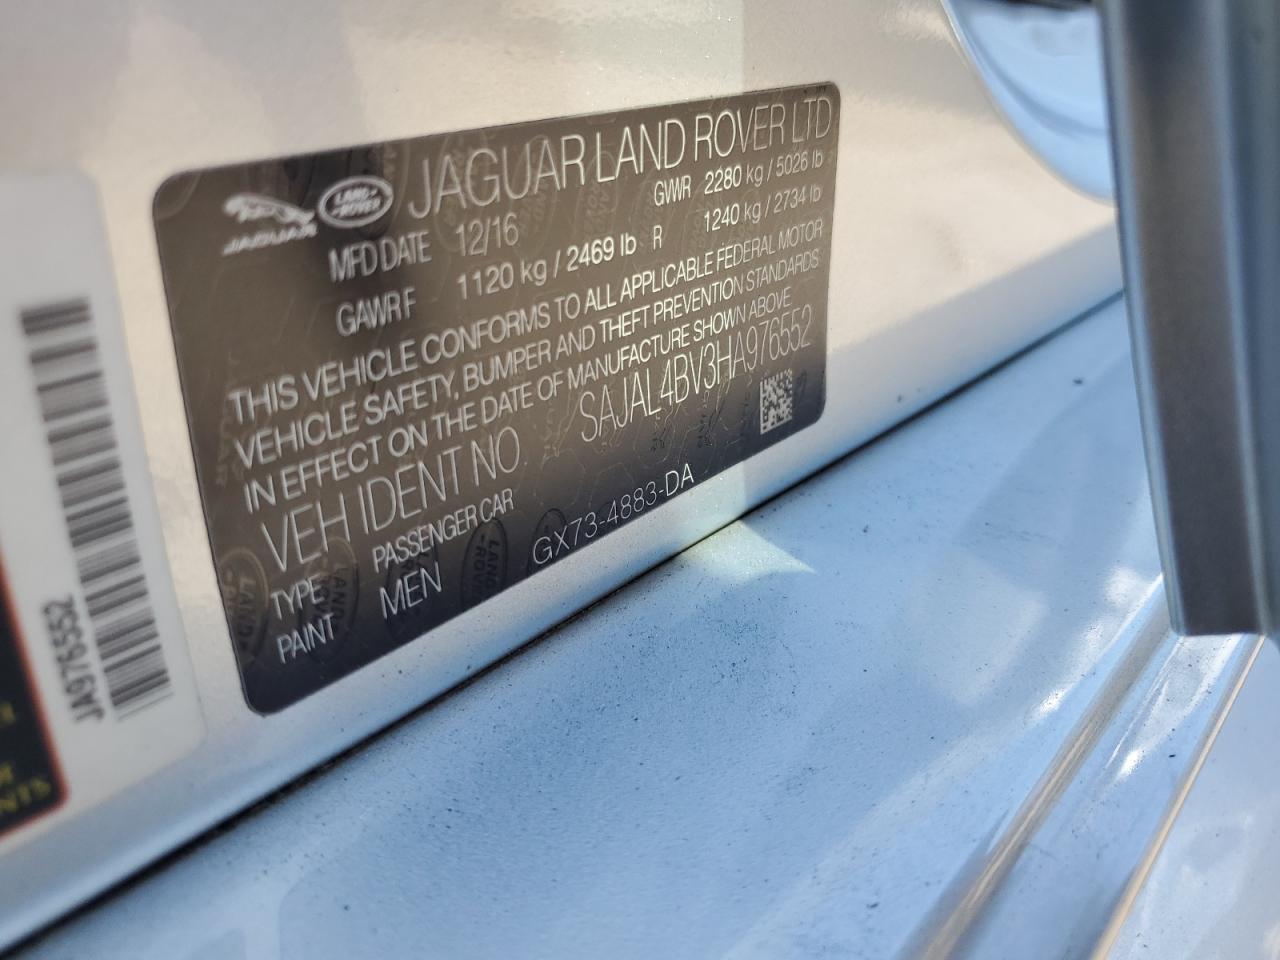 JAGUAR LAND-ROVER JAGUAR LAND ROVER LTD
MFD DATE 12/16 GVWR 2280 kg / 5026 lb
GAWR F 1120 kg / 2469 lb R 1240 kg / 2734 lb
THIS VEHICLE CONFORMS TO ALL APPLICABLE FEDERAL MOTOR
VEHICLE SAFETY, BUMPER AND THEFT PREVENTION STANDARDS
IN EFFECT ON THE DATE OF MANUFACTURE SHOWN ABOVE
VEH IDENT NO SAJAL4BV3HA976552
TYPE PASSENGER CAR
PAINT MEN GX73-4883-DA
JA976552